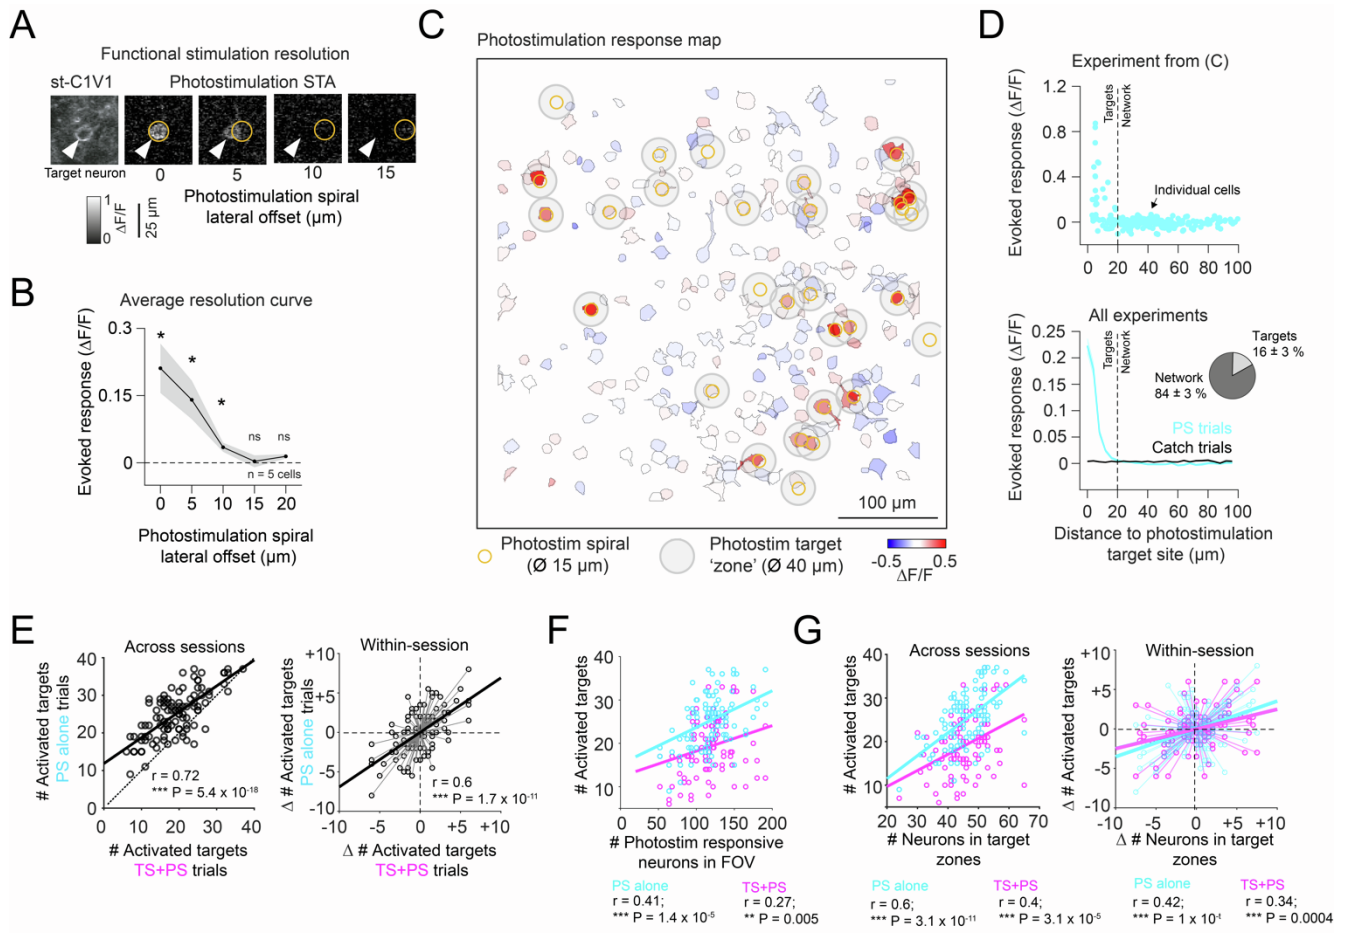 A
Functional stimulation resolution
st-C1V1
Photostimulation STA
Target neuron
0
5
10
15
Photostimulation spiral
lateral offset (µm)
1
0
ΔF/F
25 µm
B
Average resolution curve
Evoked response (ΔF/F)
0.3
0.15
0
*
*
*
ns
ns
n = 5 cells
0
5
10
15
20
Photostimulation spiral
lateral offset (µm)
C
Photostimulation response map
100 µm
Photostim spiral
(Ø 15 µm)
Photostim target
'zone' (Ø 40 µm)
-0.5
0.5
ΔF/F
D
Experiment from (C)
Evoked response (ΔF/F)
1.2
0.8
0.4
0
Targets
Network
Individual cells
0
20
40
60
80
100
All experiments
Evoked response (ΔF/F)
0.25
0.2
0.15
0.1
0.05
0
Targets
Network
Targets
16 ± 3 %
Network
84 ± 3 %
PS trials
Catch trials
0
20
40
60
80
100
Distance to photostimulation
target site (µm)
E
Across sessions
# Activated targets
PS alone trials
40
30
20
10
0
r = 0.72
*** P = 5.4 x 10-18
0
10
20
30
40
# Activated targets
TS+PS trials
Within-session
Δ # Activated targets
PS alone trials
+10
+5
0
-5
-10
r = 0.6
*** P = 1.7 x 10-11
-10
-5
0
+5
+10
Δ # Activated targets
TS+PS trials
F
# Activated targets
40
30
20
10
0
50
100
150
200
# Photostim responsive
neurons in FOV
PS alone
r = 0.41;
*** P = 1.4 x 10-5
TS+PS
r = 0.27;
** P = 0.005
G
Across sessions
# Activated targets
40
30
20
10
20
30
40
50
60
70
# Neurons in target
zones
PS alone
r = 0.6;
*** P = 3.1 x 10-11
TS+PS
r = 0.4;
*** P = 3.1 x 10-5
Within-session
Δ # Activated targets
+10
+5
0
-5
-10
-10
-5
0
+5
+10
Δ # Neurons in target
zones
PS alone
r = 0.42;
*** P = 1 x 10
TS+PS
r = 0.34;
*** P = 0.0004